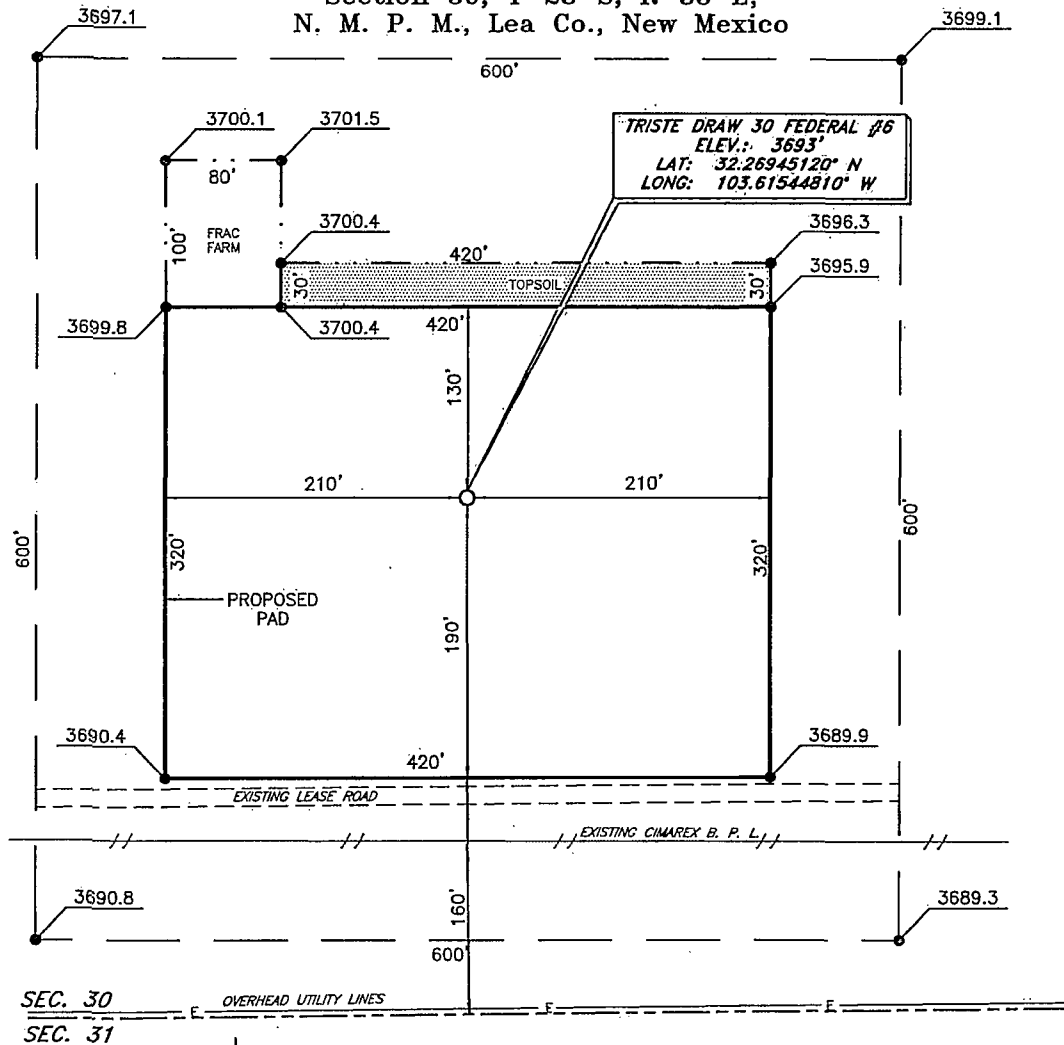 Section 30, T 23 S, R 33 E,
N. M. P. M., Lea Co., New Mexico
3697.1
3699.1
600'
3700.1
3701.5
80'
TRISTE DRAW 30 FEDERAL #6
ELEV.: 3693'
LAT: 32.26945120° N
LONG: 103.61544810° W
100'
FRAC
FARM
3700.4
420'
3696.3
30'
TOPSOIL
30'
3695.9
3699.8
3700.4
420'
130'
210'
210'
600'
320'
320'
600'
PROPOSED
PAD
190'
3690.4
420'
3689.9
EXISTING LEASE ROAD
EXISTING CIMAREX B. P. L.
3690.8
160'
3689.3
600'
SEC. 30
OVERHEAD UTILITY LINES
E
E
E
SEC. 31